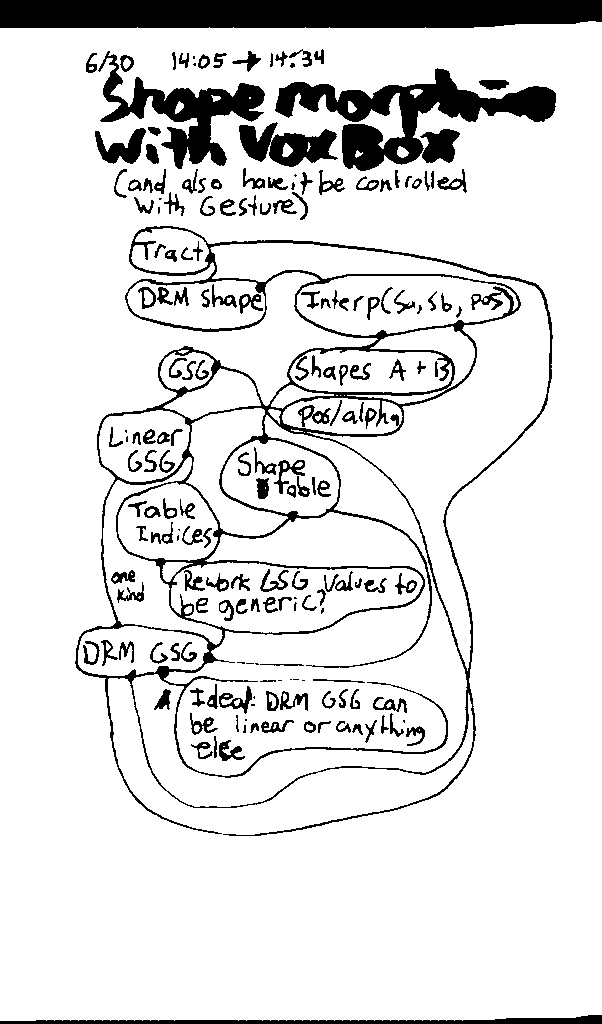 6/30 14:05 → 14:34
Shape morphing
with VoxBox
(and also have it be controlled
with Gesture)
Tract
DRM Shape
Interp(Sa, Sb, pos)
GSG
Shapes A + B
Pos/alpha
Linear
GSG
Shape
table
Table
Indices
Rework GSG values to
be generic?
one
kind
DRM GSG
Ideal: DRM GSG can
be linear or anything
else